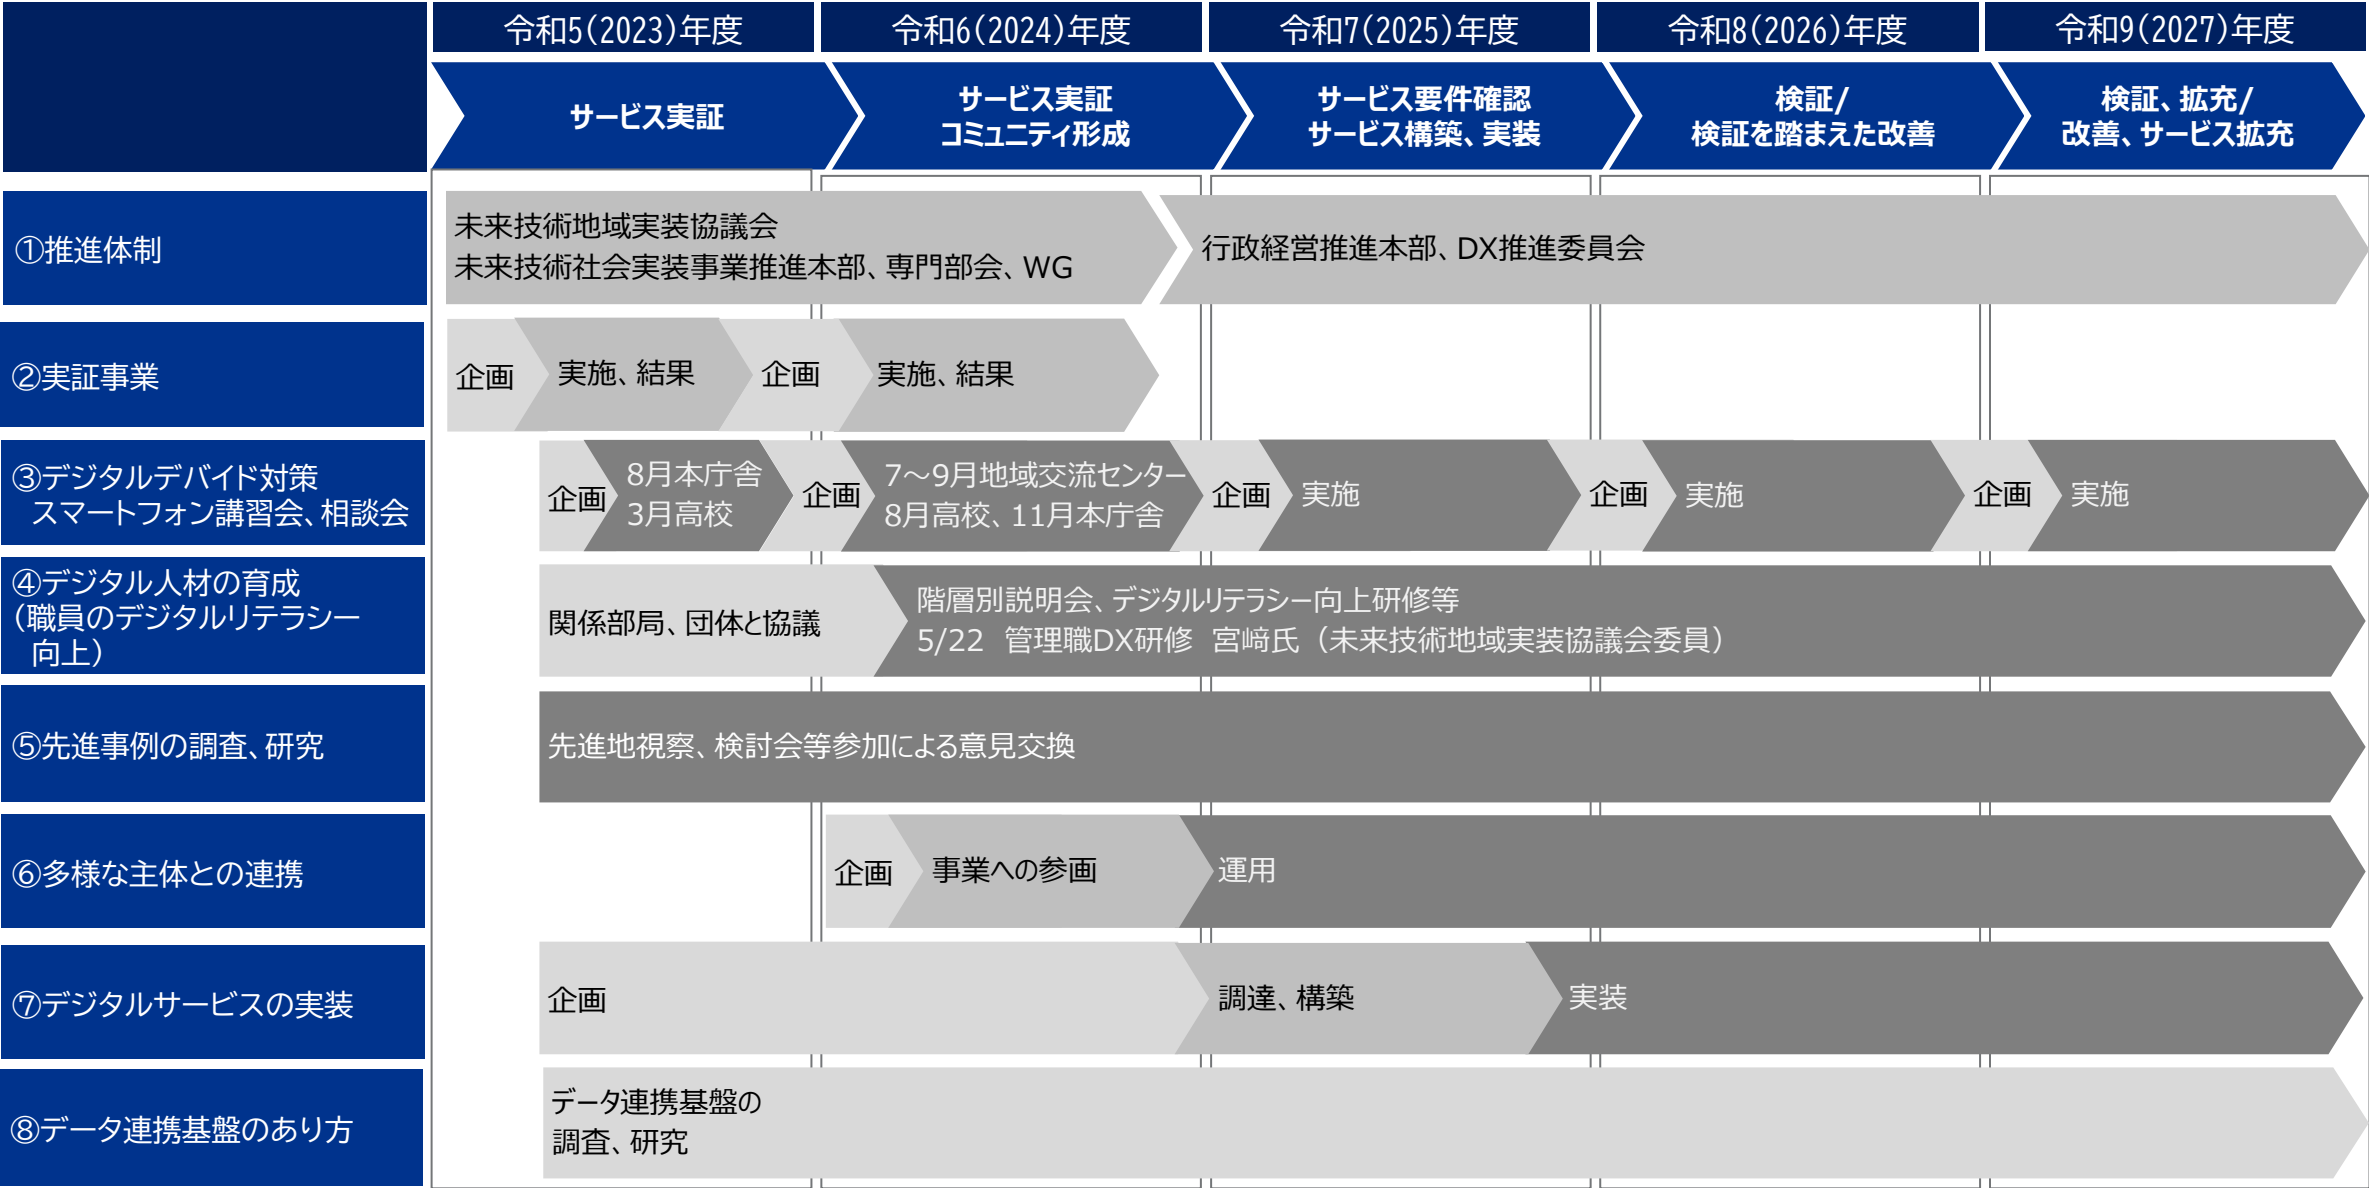 令和5(2023)年度
令和6(2024)年度
令和7(2025)年度
令和8(2026)年度
令和9(2027)年度
サービス実証
サービス実証
コミュニティ形成
サービス要件確認
サービス構築、実装
検証/
検証を踏まえた改善
検証、拡充/
改善、サービス拡充
①推進体制
未来技術地域実装協議会
未来技術社会実装事業推進本部、専門部会、WG
行政経営推進本部、DX推進委員会
②実証事業
企画
実施、結果
企画
実施、結果
③デジタルデバイド対策
スマートフォン講習会、相談会
企画
8月本庁舎
3月高校
企画
7～9月地域交流センター
8月高校、11月本庁舎
企画
実施
企画
実施
企画
実施
④デジタル人材の育成
(職員のデジタルリテラシー
向上)
関係部局、団体と協議
階層別説明会、デジタルリテラシー向上研修等
5/22　管理職DX研修　宮﨑氏（未来技術地域実装協議会委員）
⑤先進事例の調査、研究
先進地視察、検討会等参加による意見交換
⑥多様な主体との連携
企画
事業への参画
運用
⑦デジタルサービスの実装
企画
調達、構築
実装
⑧データ連携基盤のあり方
データ連携基盤の
調査、研究